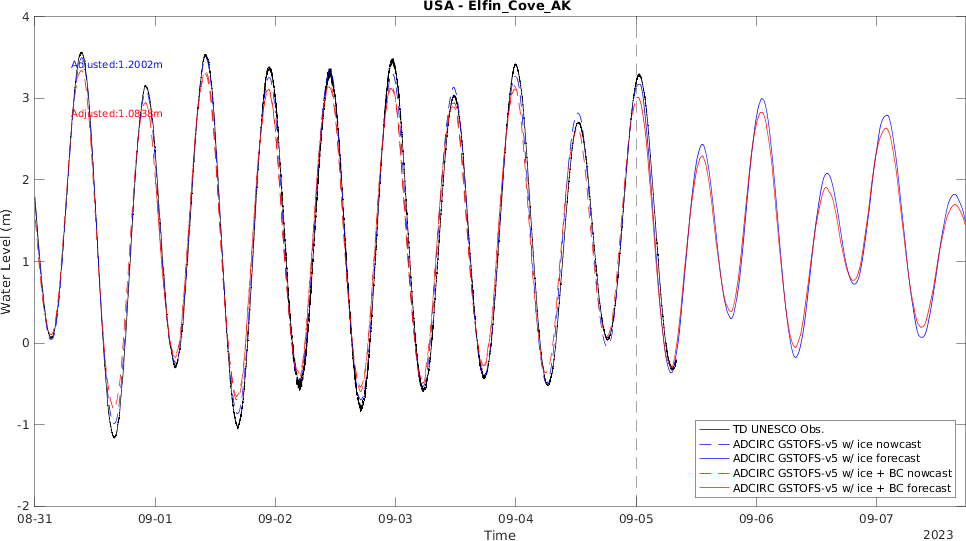 USA - Elfin_Cove_AK
4
3
2
1
0
-1
-2
Water Level (m)
Adjusted:1.2002m
Adjusted:1.0838m
TD UNESCO Obs.
ADCIRC GSTOFS-v5 w/ ice nowcast
ADCIRC GSTOFS-v5 w/ ice forecast
ADCIRC GSTOFS-v5 w/ ice + BC nowcast
ADCIRC GSTOFS-v5 w/ ice + BC forecast
08-31 09-01 09-02 09-03 09-04 09-05 09-06 09-07
Time
2023